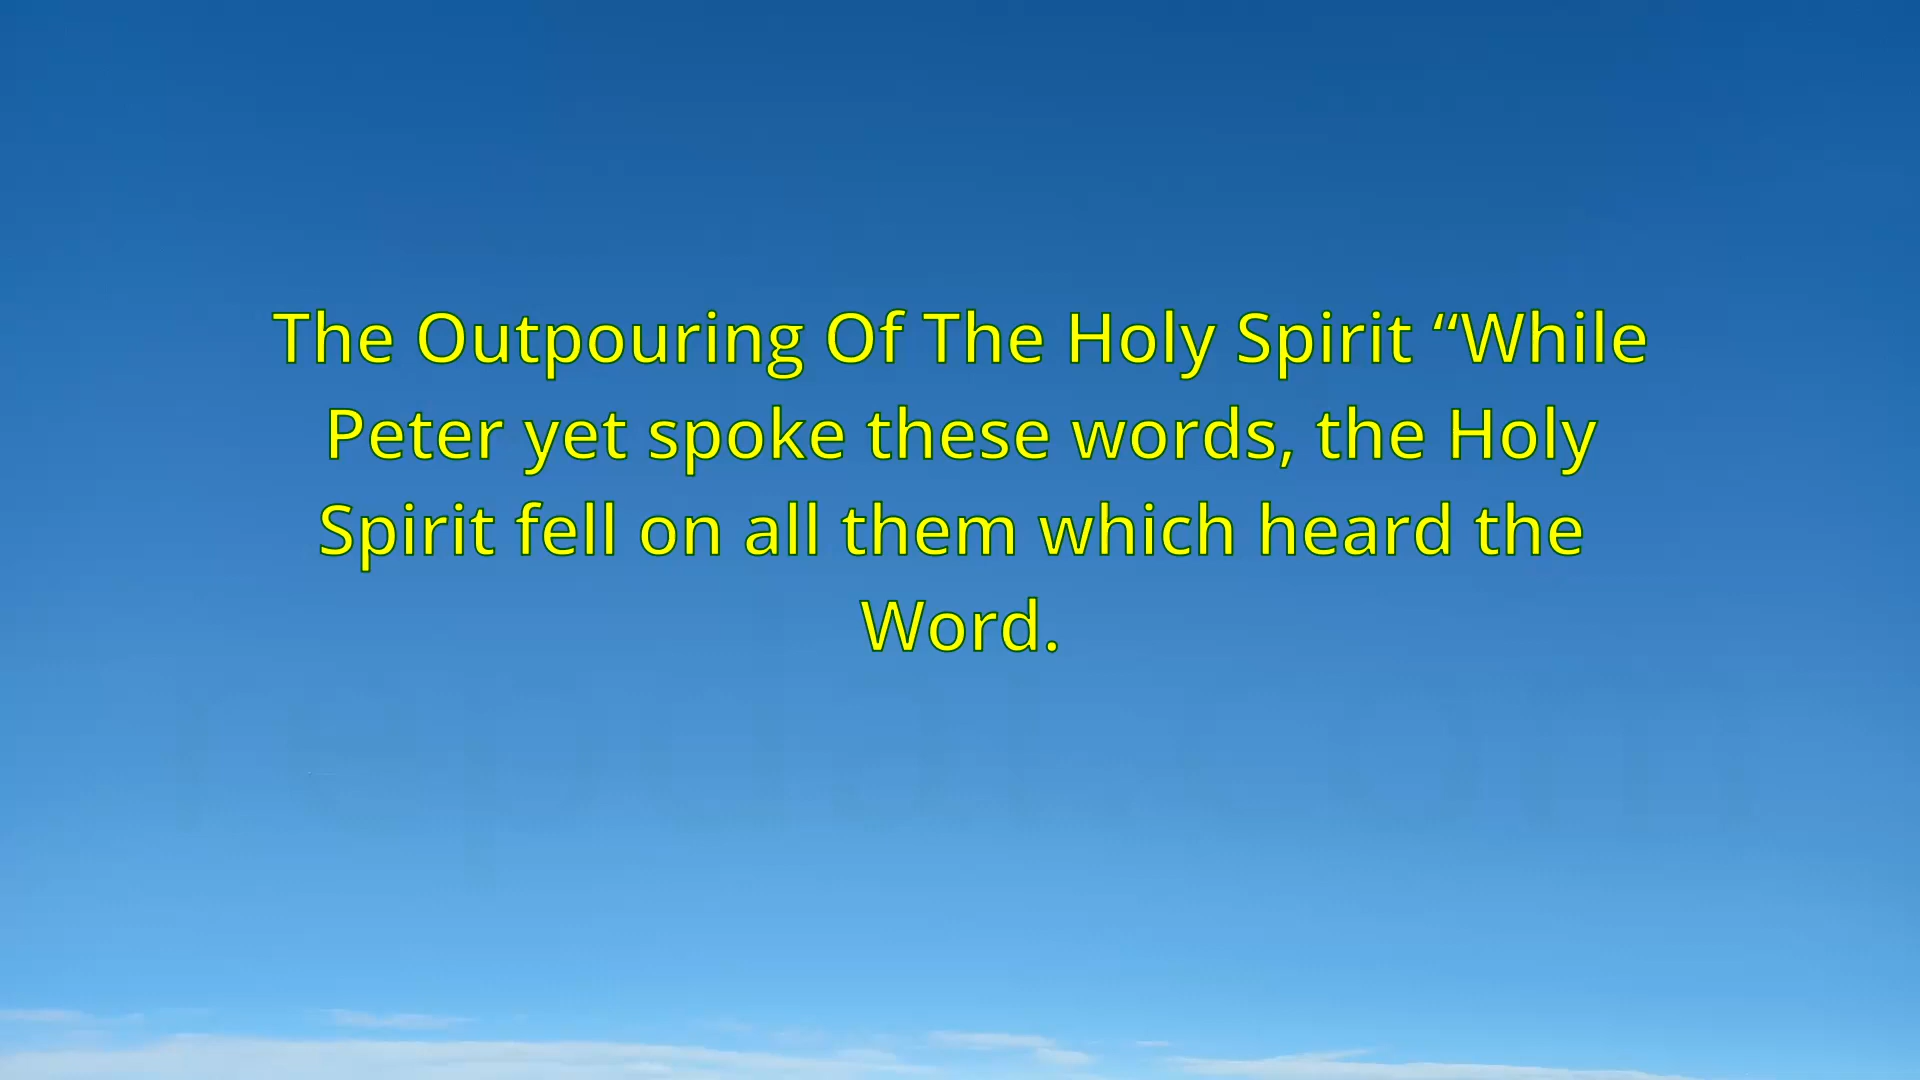 The Outpouring Of The Holy Spirit “While
Peter yet spoke these words, the Holy
Spirit fell on all them which heard the
Word.